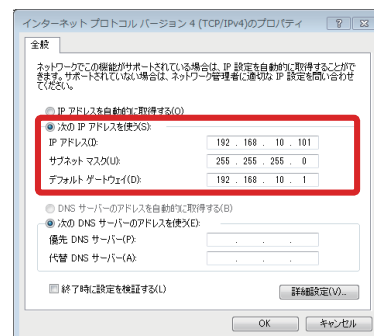 インターネット プロトコル バージョン 4 (TCP/IPv4)のプロパティ
全般
ネットワークでこの機能がサポートされている場合は、IP 設定を自動的に取得することがで
きます。サポートされていない場合は、ネットワーク管理者に適切な IP 設定を問い合わせ
てください。
IP アドレスを自動的に取得する(O)
次の IP アドレスを使う(S):
IP アドレス(I): 192 . 168 . 10 . 101
サブネット マスク(U): 255 . 255 . 255 . 0
デフォルト ゲートウェイ(D): 192 . 168 . 10 . 1
DNS サーバーのアドレスを自動的に取得する(B)
次の DNS サーバーのアドレスを使う(E):
優先 DNS サーバー(P): . . .
代替 DNS サーバー(A): . . .
終了時に設定を検証する(L)
詳細設定(V)...
OK キャンセル